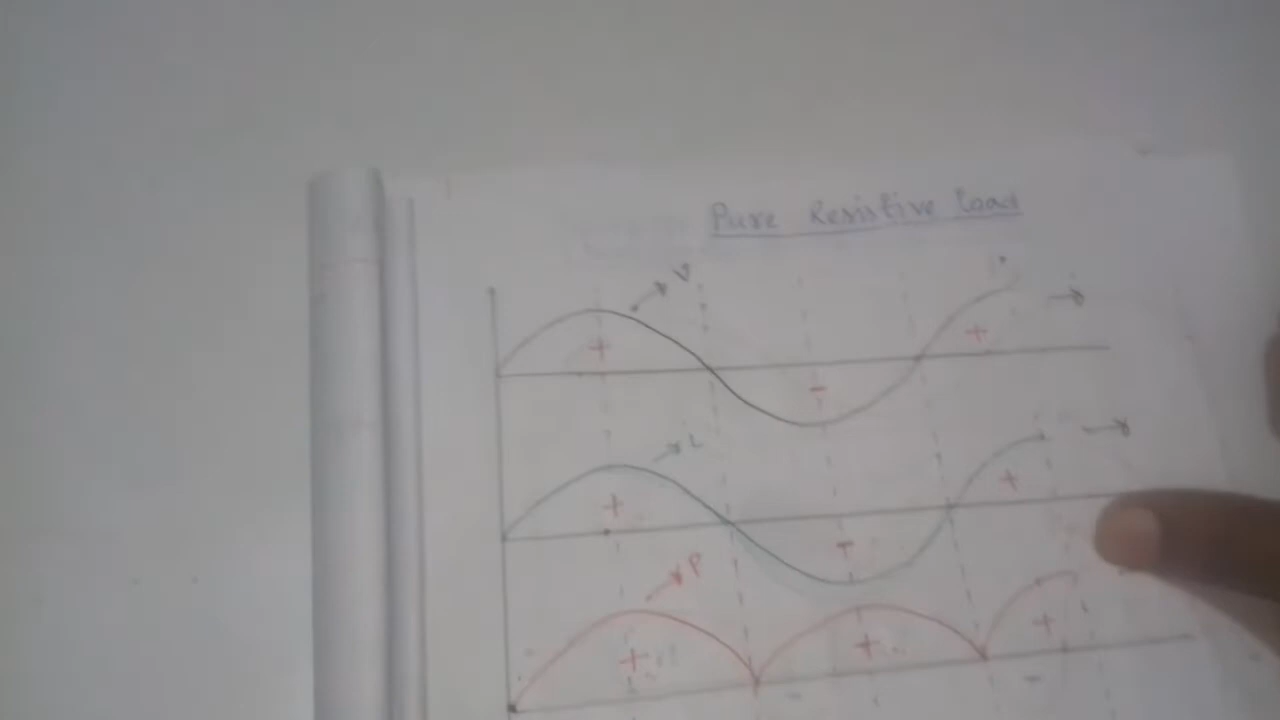 Pure Resistive load
V
+
-
+
i
+
-
+
P
+
+
+